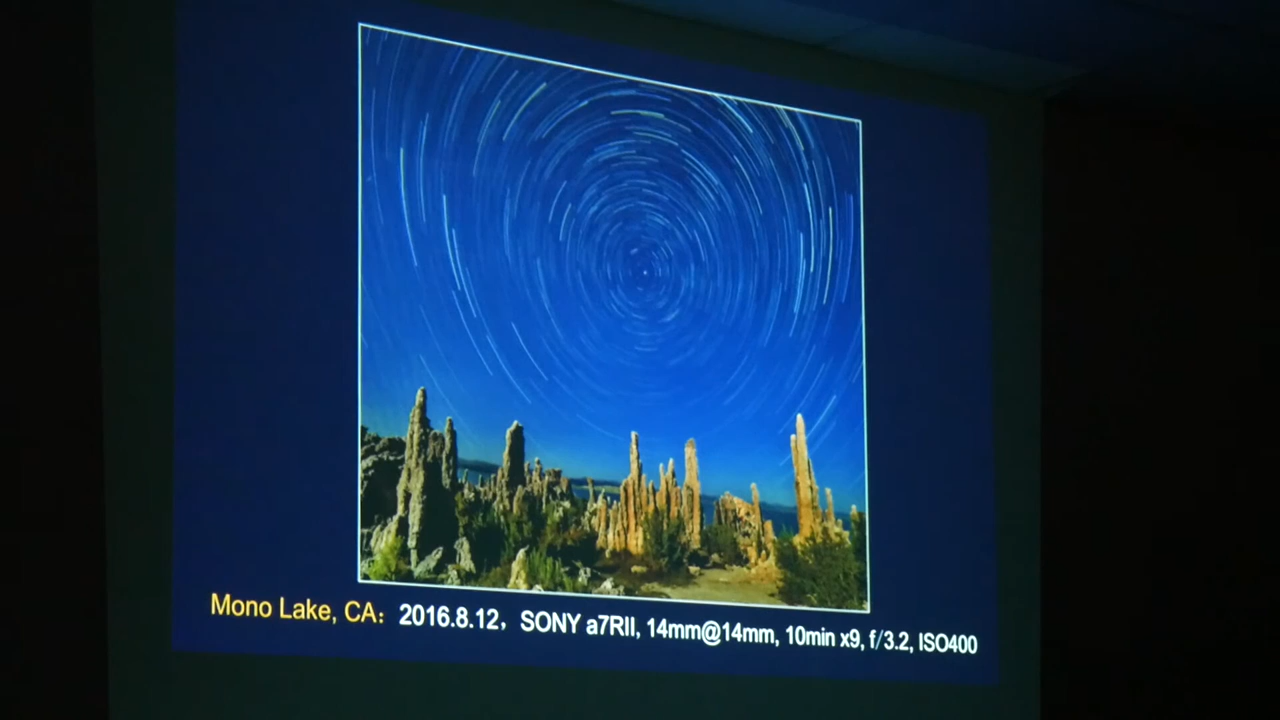 Mono Lake, CA：2016.8.12，SONY a7RII, 14mm@14mm, 10min x9, f/3.2, ISO400